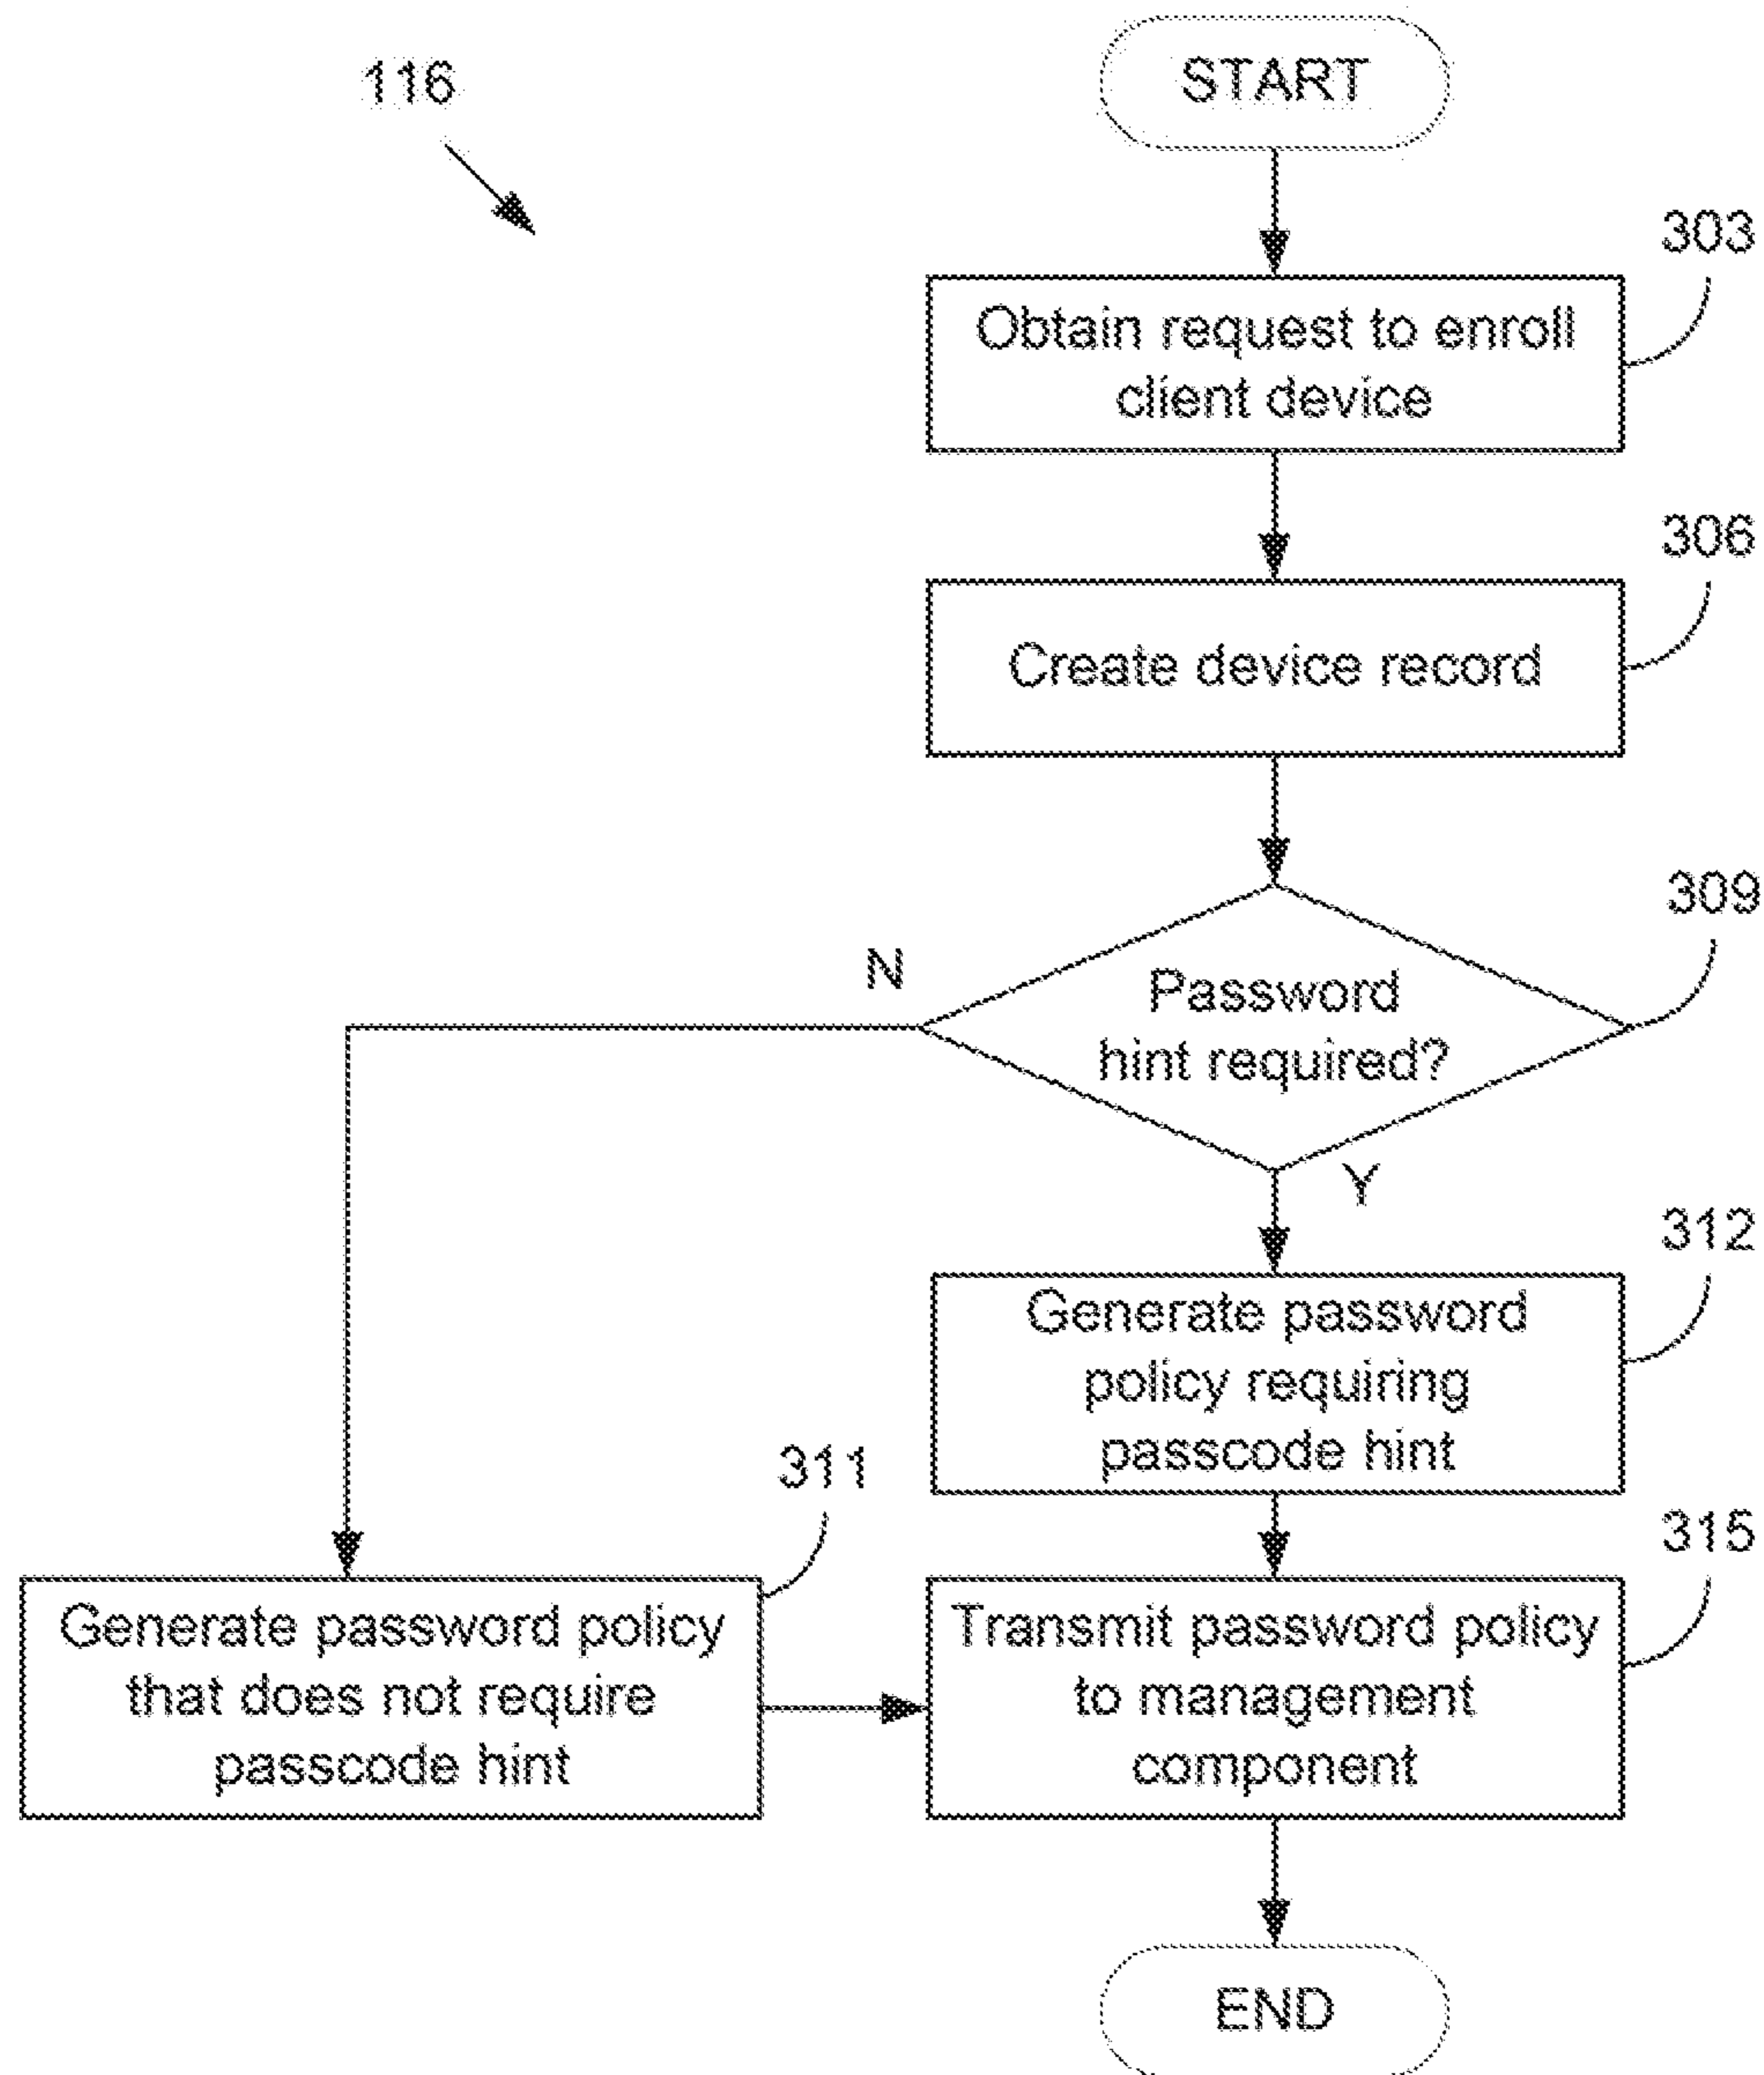 116
START
303
Obtain request to enroll
client device
306
Create device record
309
N
Password
hint required?
Y
312
Generate password
policy requiring
passcode hint
311
315
Generate password policy
that does not require
passcode hint
Transmit password policy
to management
component
END